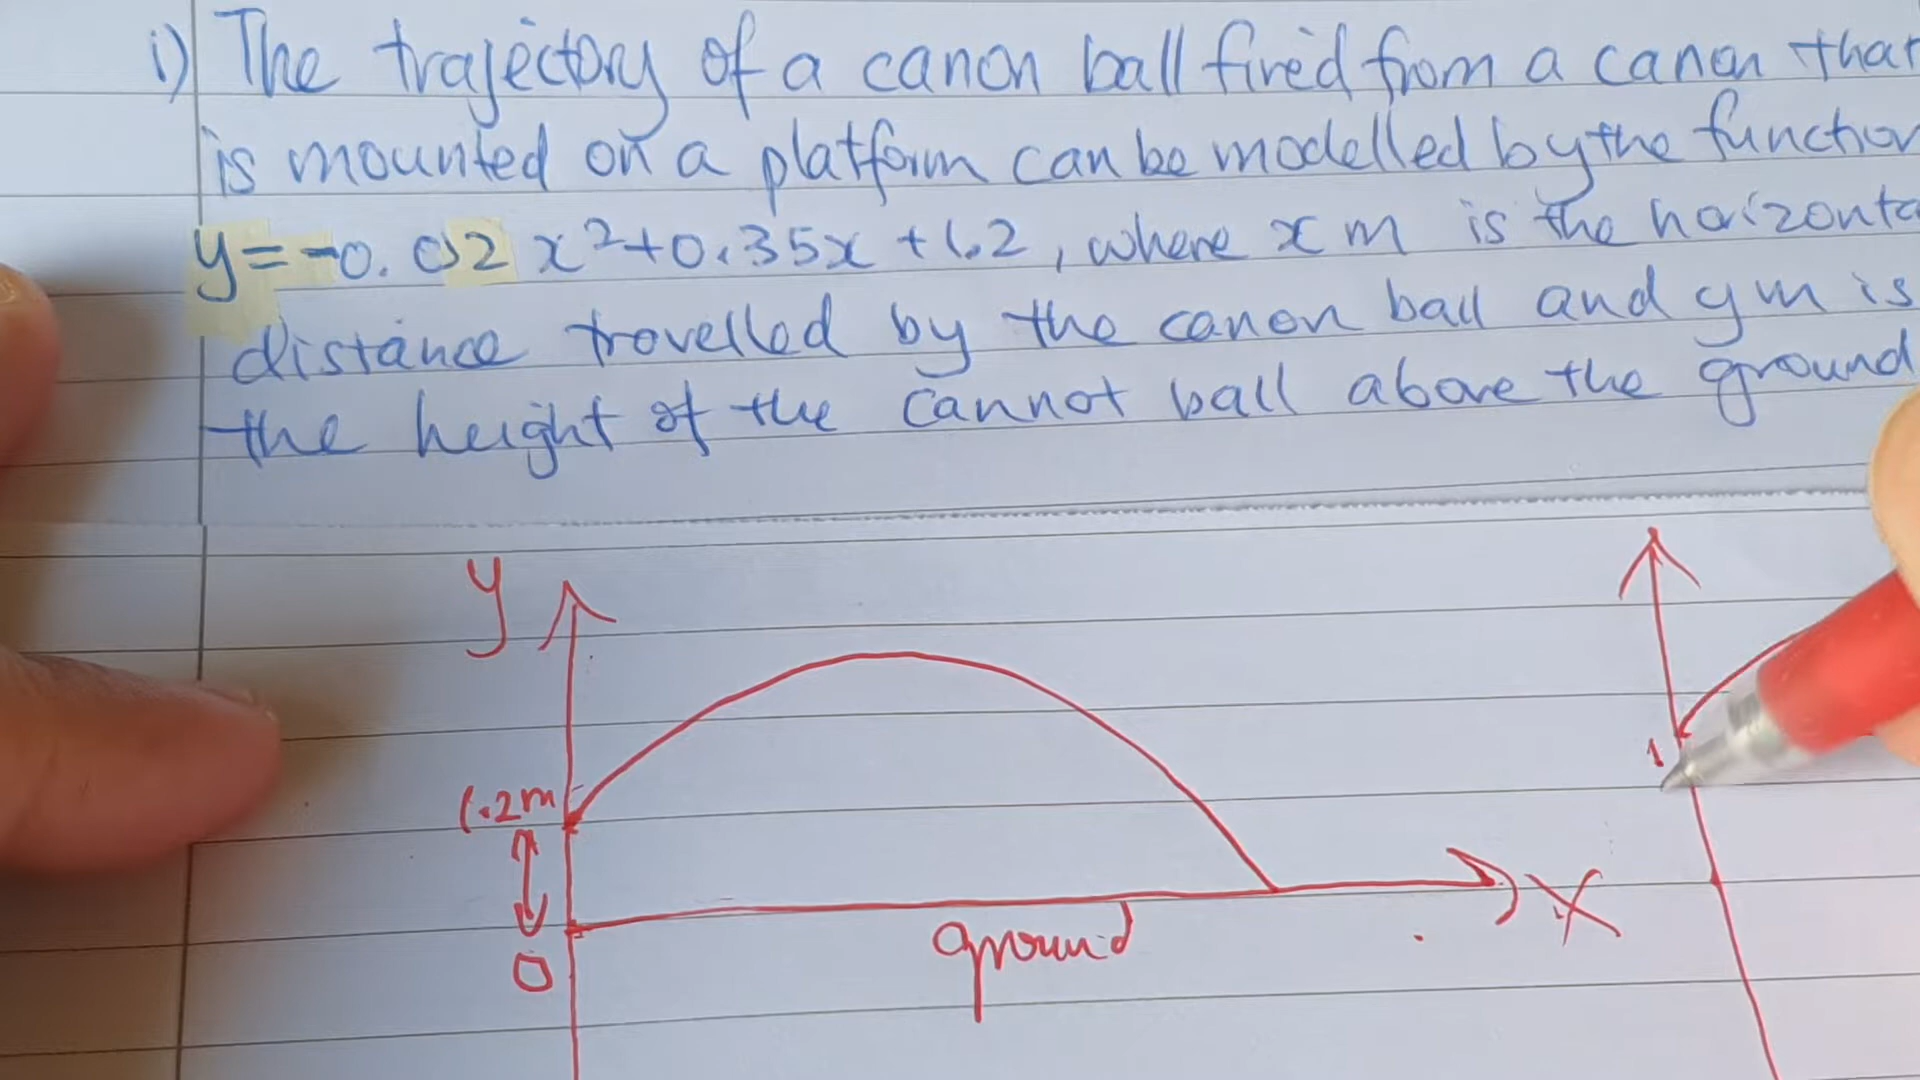 i) The trajectory of a canon ball fired from a canon that
is mounted on a platform can be modelled by the function
y=-0.02x²+0.35x+1.2, where x m is the horizonta
distance travelled by the canon ball and y m is
the height of the cannot ball above the ground
y
1.2m
1
0
ground
X